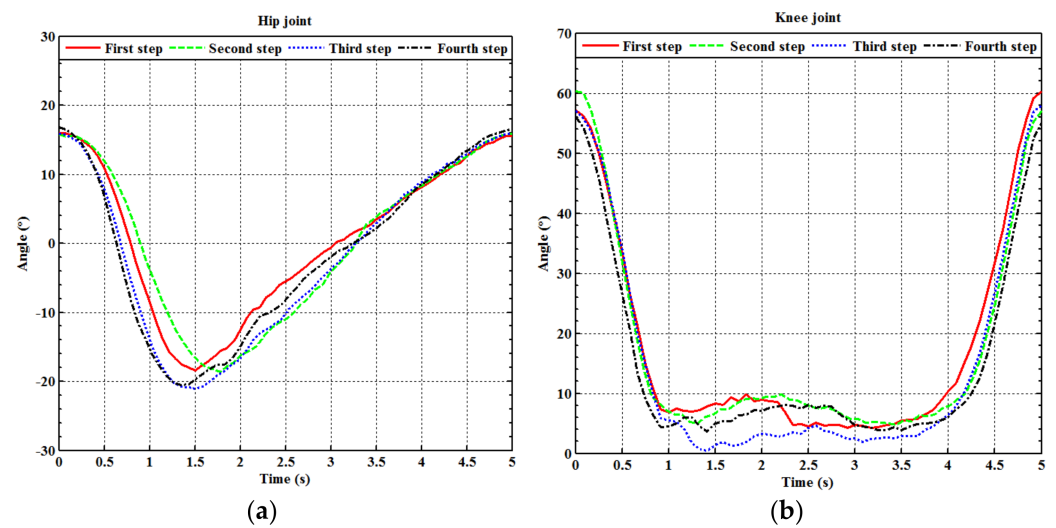 Hip joint
30
First step Second step Third step Fourth step
20
10
0
-10
-20
-30
Angle (°)
0 0.5 1 1.5 2 2.5 3 3.5 4 4.5 5
Time (s)
(a)
Knee joint
70
First step Second step Third step Fourth step
60
50
40
30
20
10
0
Angle (°)
0 0.5 1 1.5 2 2.5 3 3.5 4 4.5 5
Time (s)
(b)